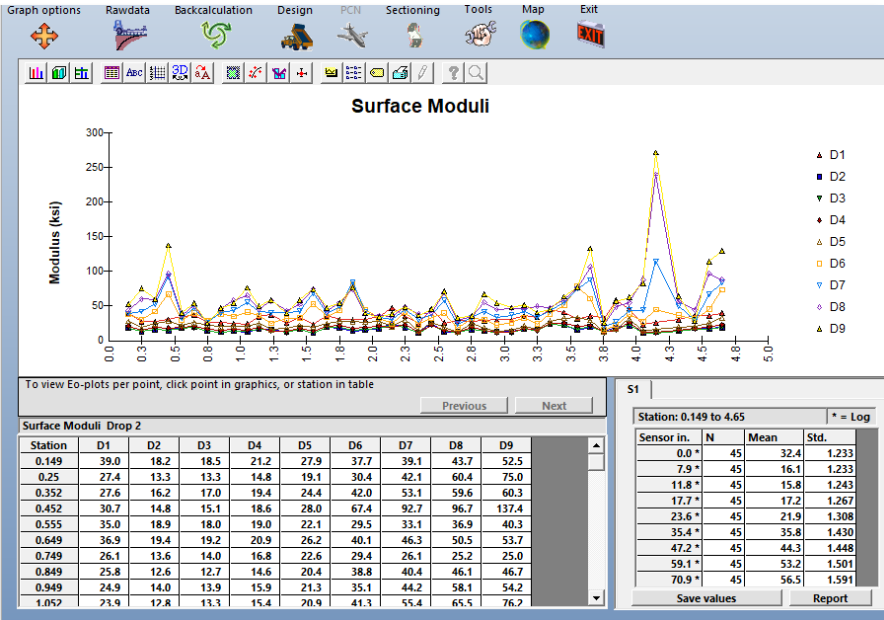 Graph options Rawdata Backcalculation Design PCN Sectioning Tools Map Exit
EXIT
ABC 3D
Surface Moduli
Modulus (ksi)
300
250
200
150
100
50
0
0.0 0.3 0.5 0.8 1.0 1.3 1.5 1.8 2.0 2.3 2.5 2.8 3.0 3.3 3.5 3.8 4.0 4.3 4.5 4.8 5.0
D1
D2
D3
D4
D5
D6
D7
D8
D9
To view Eo-plots per point, click point in graphics, or station in table
Previous Next
Surface Moduli Drop 2
Station D1 D2 D3 D4 D5 D6 D7 D8 D9
0.149 39.0 18.2 18.5 21.2 27.9 37.7 39.1 43.7 52.5
0.25 27.4 13.3 13.3 14.8 19.1 30.4 42.1 60.4 75.0
0.352 27.6 16.2 17.0 19.4 24.4 42.0 53.1 59.6 60.3
0.452 30.7 14.8 15.1 18.6 28.0 67.4 92.7 96.7 137.4
0.555 35.0 18.9 18.0 19.0 22.1 29.5 33.1 36.9 40.3
0.649 36.9 19.4 19.2 20.9 26.2 40.1 46.3 50.5 53.7
0.749 26.1 13.6 14.0 16.8 22.6 29.4 26.1 25.2 25.0
0.849 25.8 12.6 12.7 14.6 20.4 38.8 40.4 46.1 46.7
0.949 24.9 14.0 13.9 15.9 21.3 35.1 44.2 58.1 54.2
1.052 23.9 12.8 13.3 15.4 20.9 41.3 55.4 65.5 76.2
S1
Station: 0.149 to 4.65 * = Log
Sensor in. N Mean Std.
0.0 * 45 32.4 1.233
7.9 * 45 16.1 1.233
11.8 * 45 15.8 1.243
17.7 * 45 17.2 1.267
23.6 * 45 21.9 1.308
35.4 * 45 35.8 1.430
47.2 * 45 44.3 1.448
59.1 * 45 53.2 1.501
70.9 * 45 56.5 1.591
Save values Report